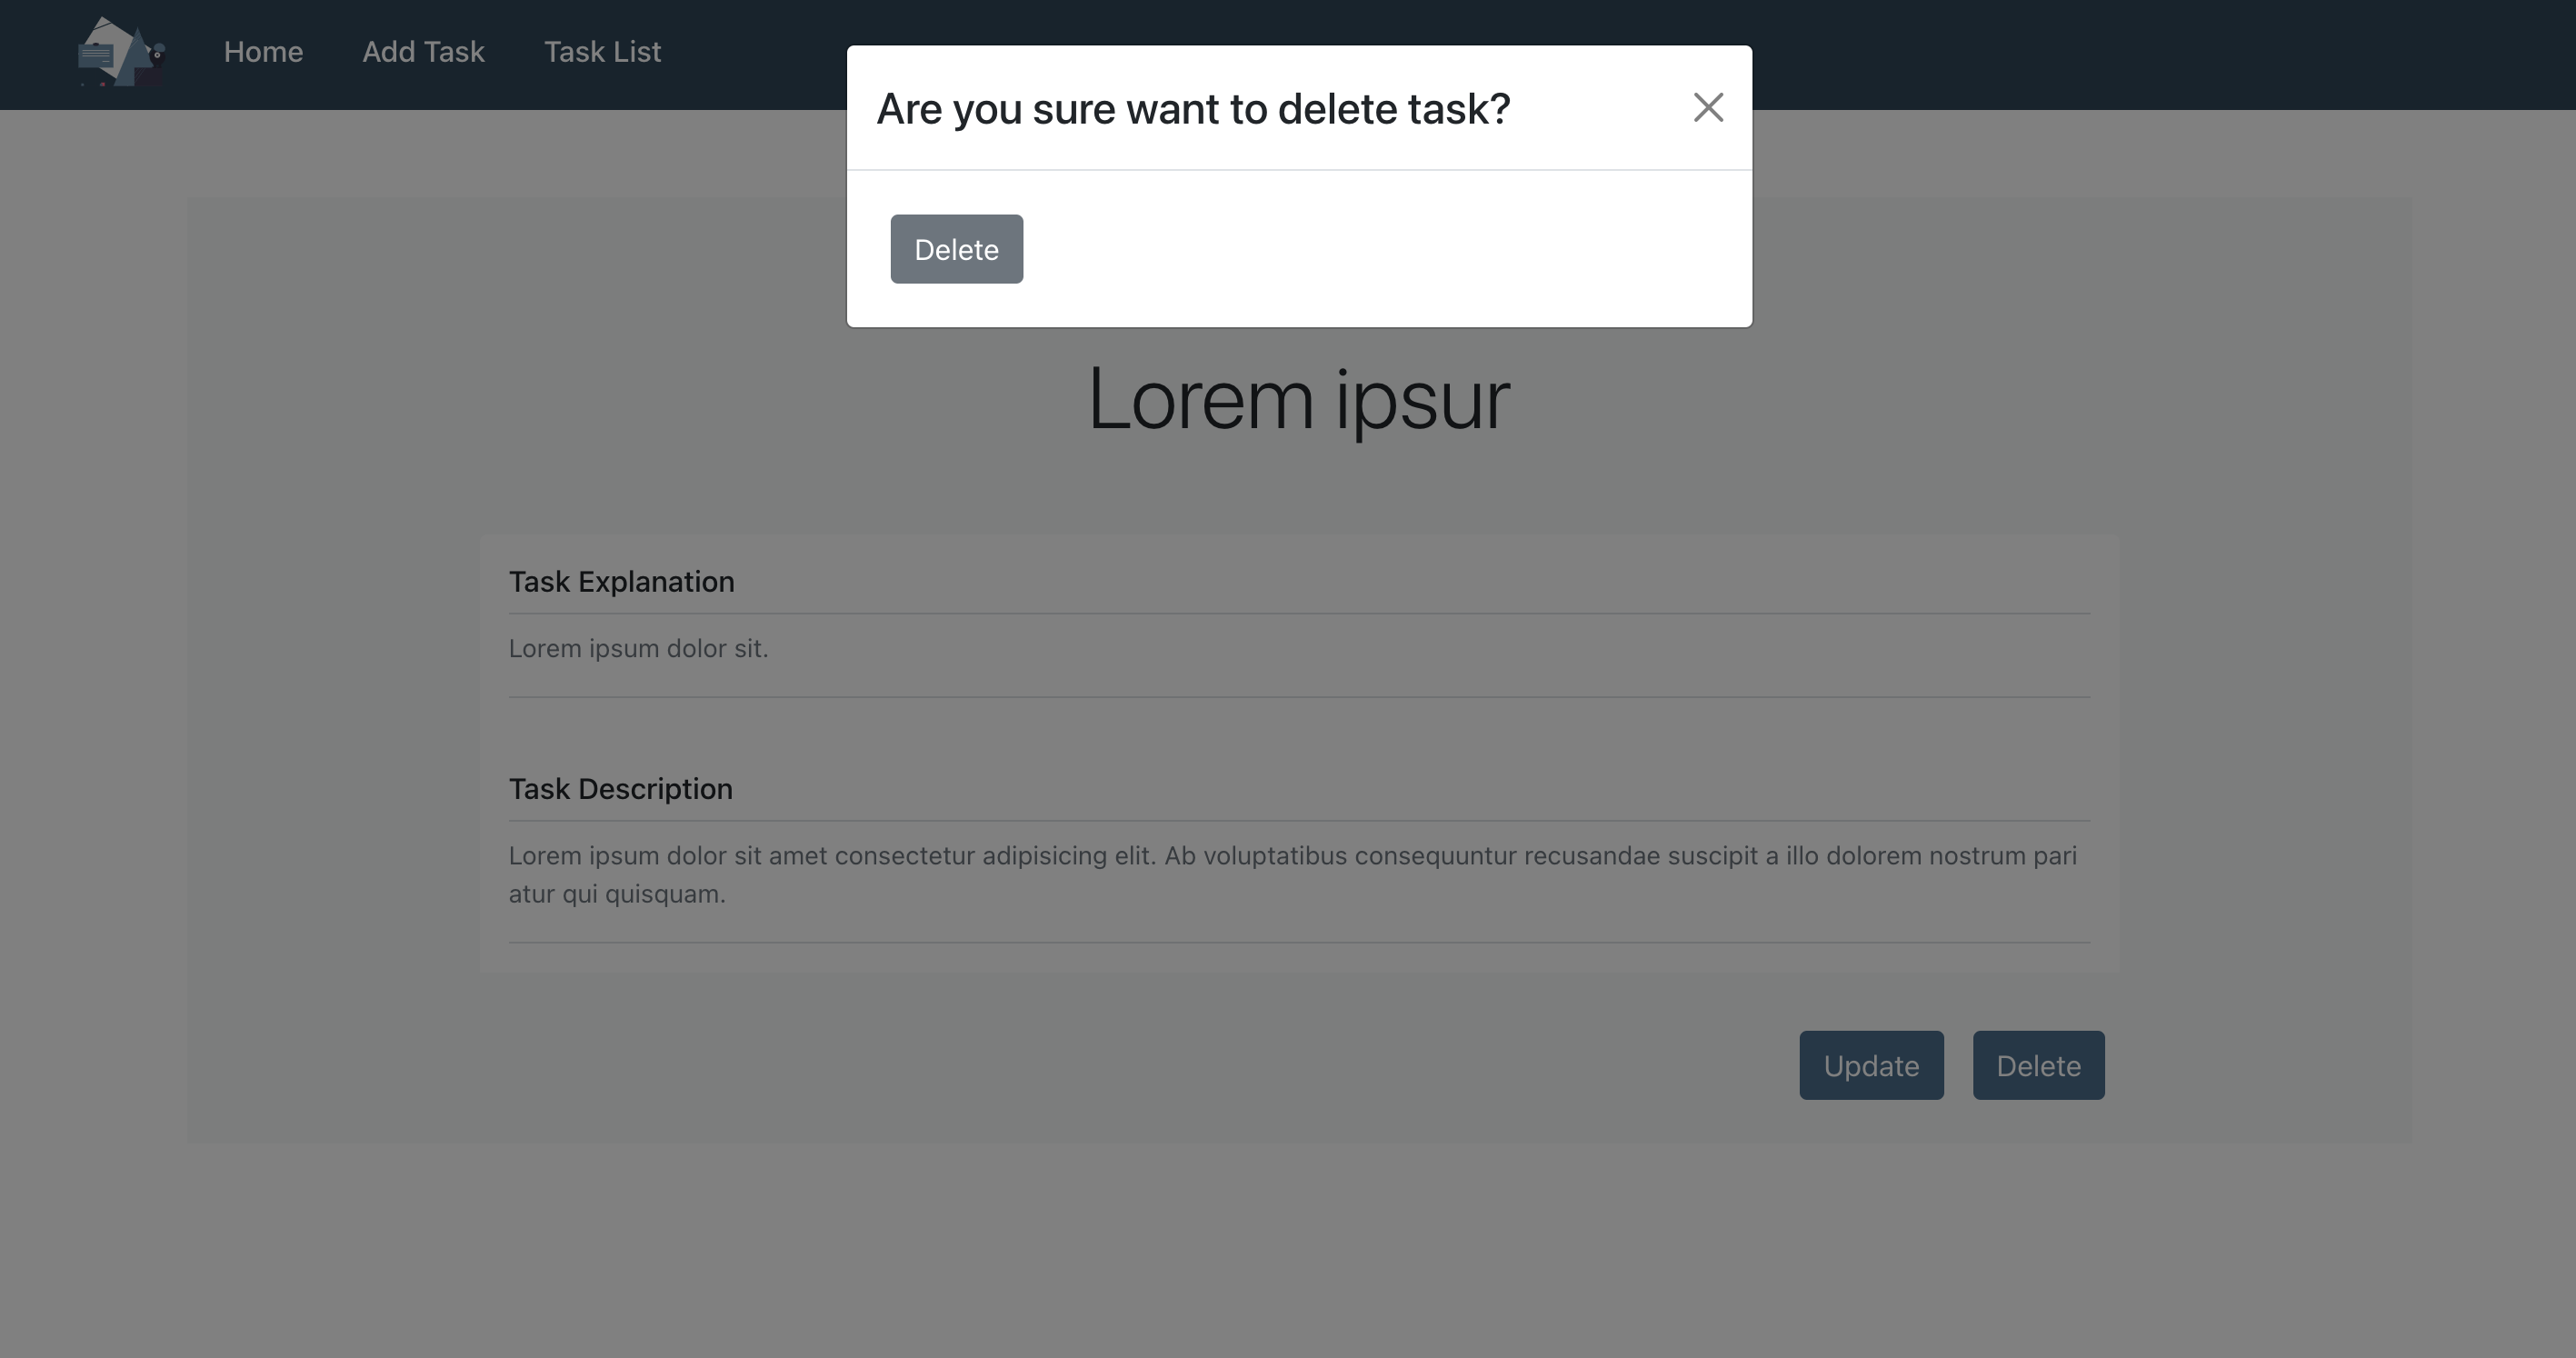 Home
Add Task
Task List
Are you sure want to delete task?
Delete
Lorem ipsur
Task Explanation
Lorem ipsum dolor sit.
Task Description
Lorem ipsum dolor sit amet consectetur adipisicing elit. Ab voluptatibus consequuntur recusandae suscipit a illo dolorem nostrum pari
atur qui quisquam.
Update
Delete